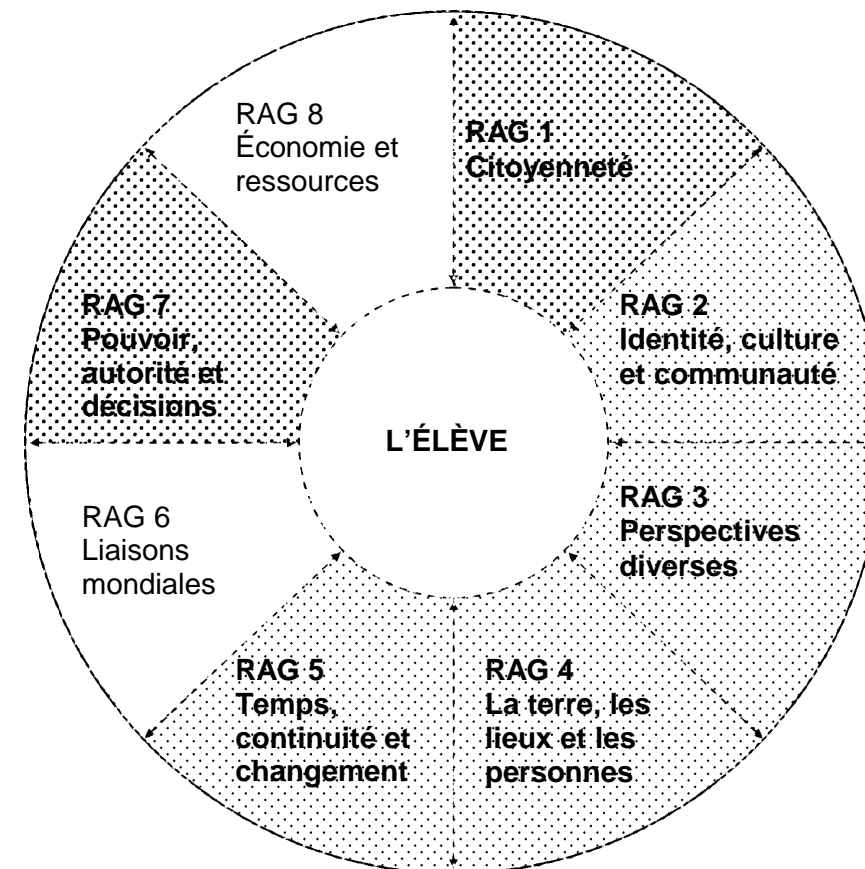 RAG 8
Économie et
ressources
RAG 1
Citoyenneté
RAG 2
Identité, culture
et communauté
RAG 3
Perspectives
diverses
RAG 4
La terre, les
lieux et les
personnes
RAG 5
Temps,
continuité et
changement
RAG 6
Liaisons
mondiales
RAG 7
Pouvoir,
autorité et
décisions
L'ÉLÈVE